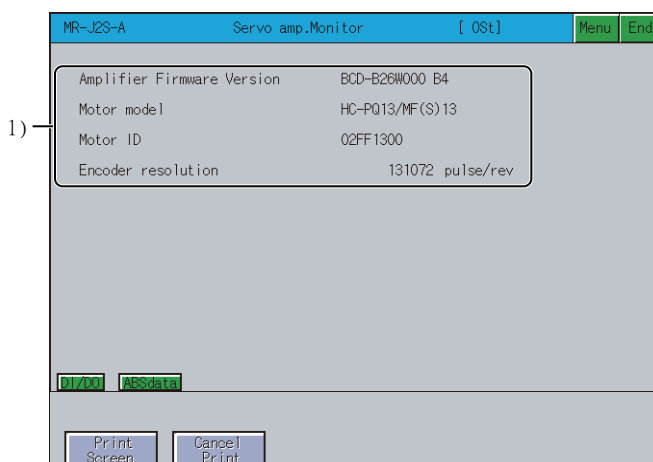 MR-J2S-A Servo amp.Monitor [ 0St] Menu End
Amplifier Firmware Version BCD-B26W000 B4
Motor model HC-PQ13/MF(S)13
1)
Motor ID 02FF1300
Encoder resolution 131072 pulse/rev
DI/DO ABSdata
Print Cancel
Screen Print